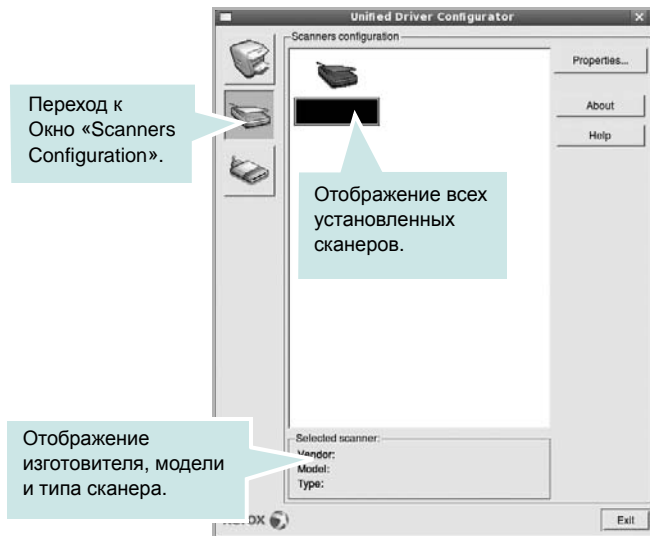 Unified Driver Configurator
Scanners configuration
Properties...
About
Help
Переход к
Окно «Scanners
Configuration».
Отображение всех
установленных
сканеров.
Отображение
изготовителя, модели
и типа сканера.
Selected scanner:
Vendor:
Model:
Type:
Exit